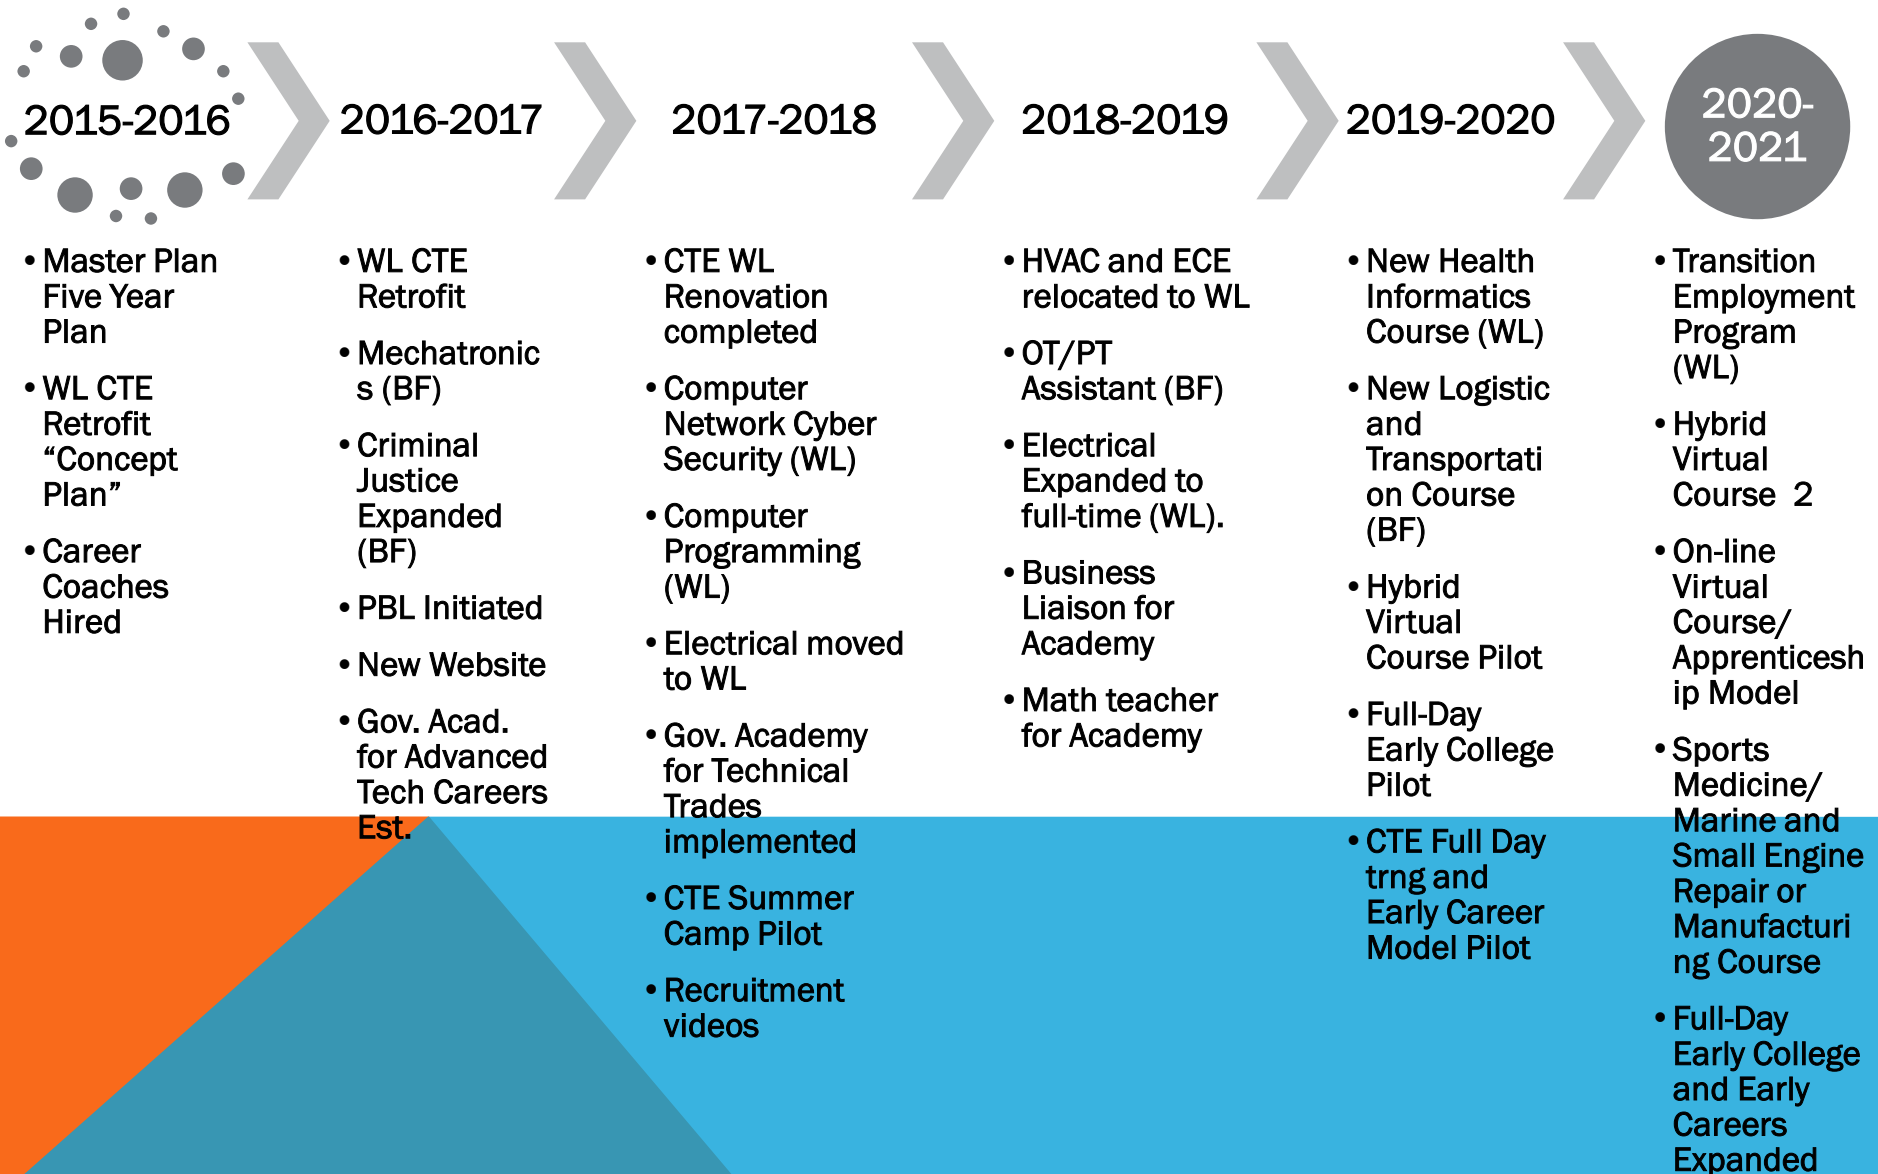 2015-2016
2016-2017
2017-2018
2018-2019
2019-2020
2020-
2021
• Master Plan
Five Year
Plan
• WL CTE
Retrofit
“Concept
Plan”
• Career
Coaches
Hired
• WL CTE
Retrofit
• Mechatronic
s (BF)
• Criminal
Justice
Expanded
(BF)
• PBL Initiated
• New Website
• Gov. Acad.
for Advanced
Tech Careers
Est.
• CTE WL
Renovation
completed
• Computer
Network Cyber
Security (WL)
• Computer
Programming
(WL)
• Electrical moved
to WL
• Gov. Academy
for Technical
Trades
implemented
• CTE Summer
Camp Pilot
• Recruitment
videos
• HVAC and ECE
relocated to WL
• OT/PT
Assistant (BF)
• Electrical
Expanded to
full-time (WL).
• Business
Liaison for
Academy
• Math teacher
for Academy
• New Health
Informatics
Course (WL)
• New Logistic
and
Transportati
on Course
(BF)
• Hybrid
Virtual
Course Pilot
• Full-Day
Early College
Pilot
• CTE Full Day
trng and
Early Career
Model Pilot
• Transition
Employment
Program
(WL)
• Hybrid
Virtual
Course  2
• On-line
Virtual
Course/
Apprenticesh
ip Model
• Sports
Medicine/
Marine and
Small Engine
Repair or
Manufacturi
ng Course
• Full-Day
Early College
and Early
Careers
Expanded